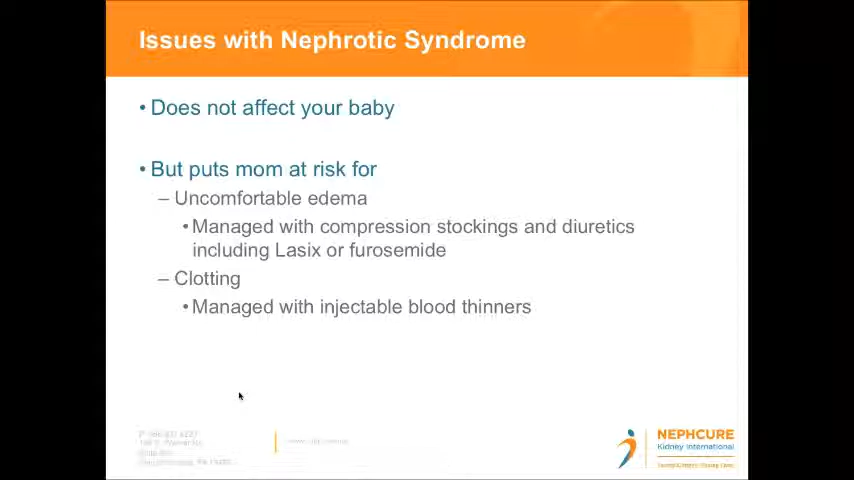 Issues with Nephrotic Syndrome
• Does not affect your baby
• But puts mom at risk for
– Uncomfortable edema
• Managed with compression stockings and diuretics
including Lasix or furosemide
– Clotting
• Managed with injectable blood thinners
NEPHCURE
Kidney International